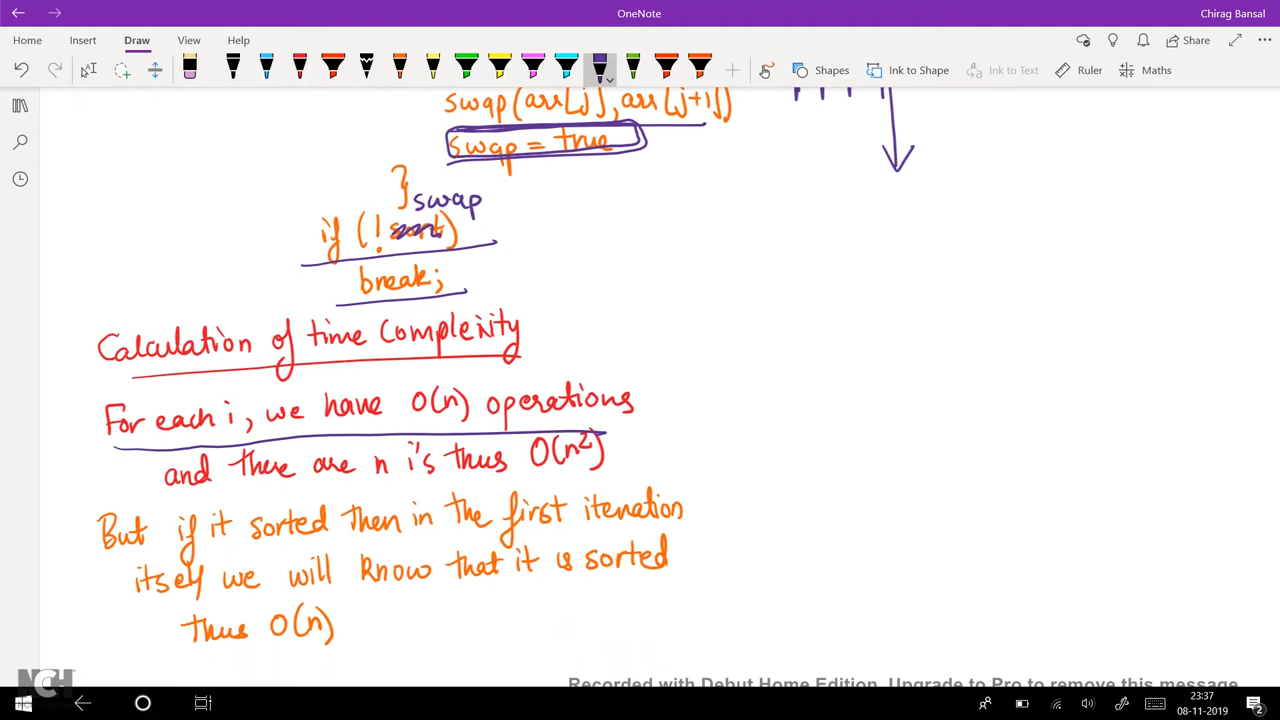 OneNote
Chirag Bansal
Home
Insert
Draw
View
Help
Share
Shapes
Ink to Shape
Ink to Text
Ruler
Maths
swap(arr[j], arr[j+1])
swap = true
}
swap
if (! sort)
break;
Calculation of time complexity
For each i, we have O(n) operations
and there are n i's thus O(n²)
But if it sorted then in the first iteration
itself we will know that it is sorted
thus O(n)
NCH
Recorded with Debut Home Edition. Upgrade to Pro to remove this message
23:37
08-11-2019
2